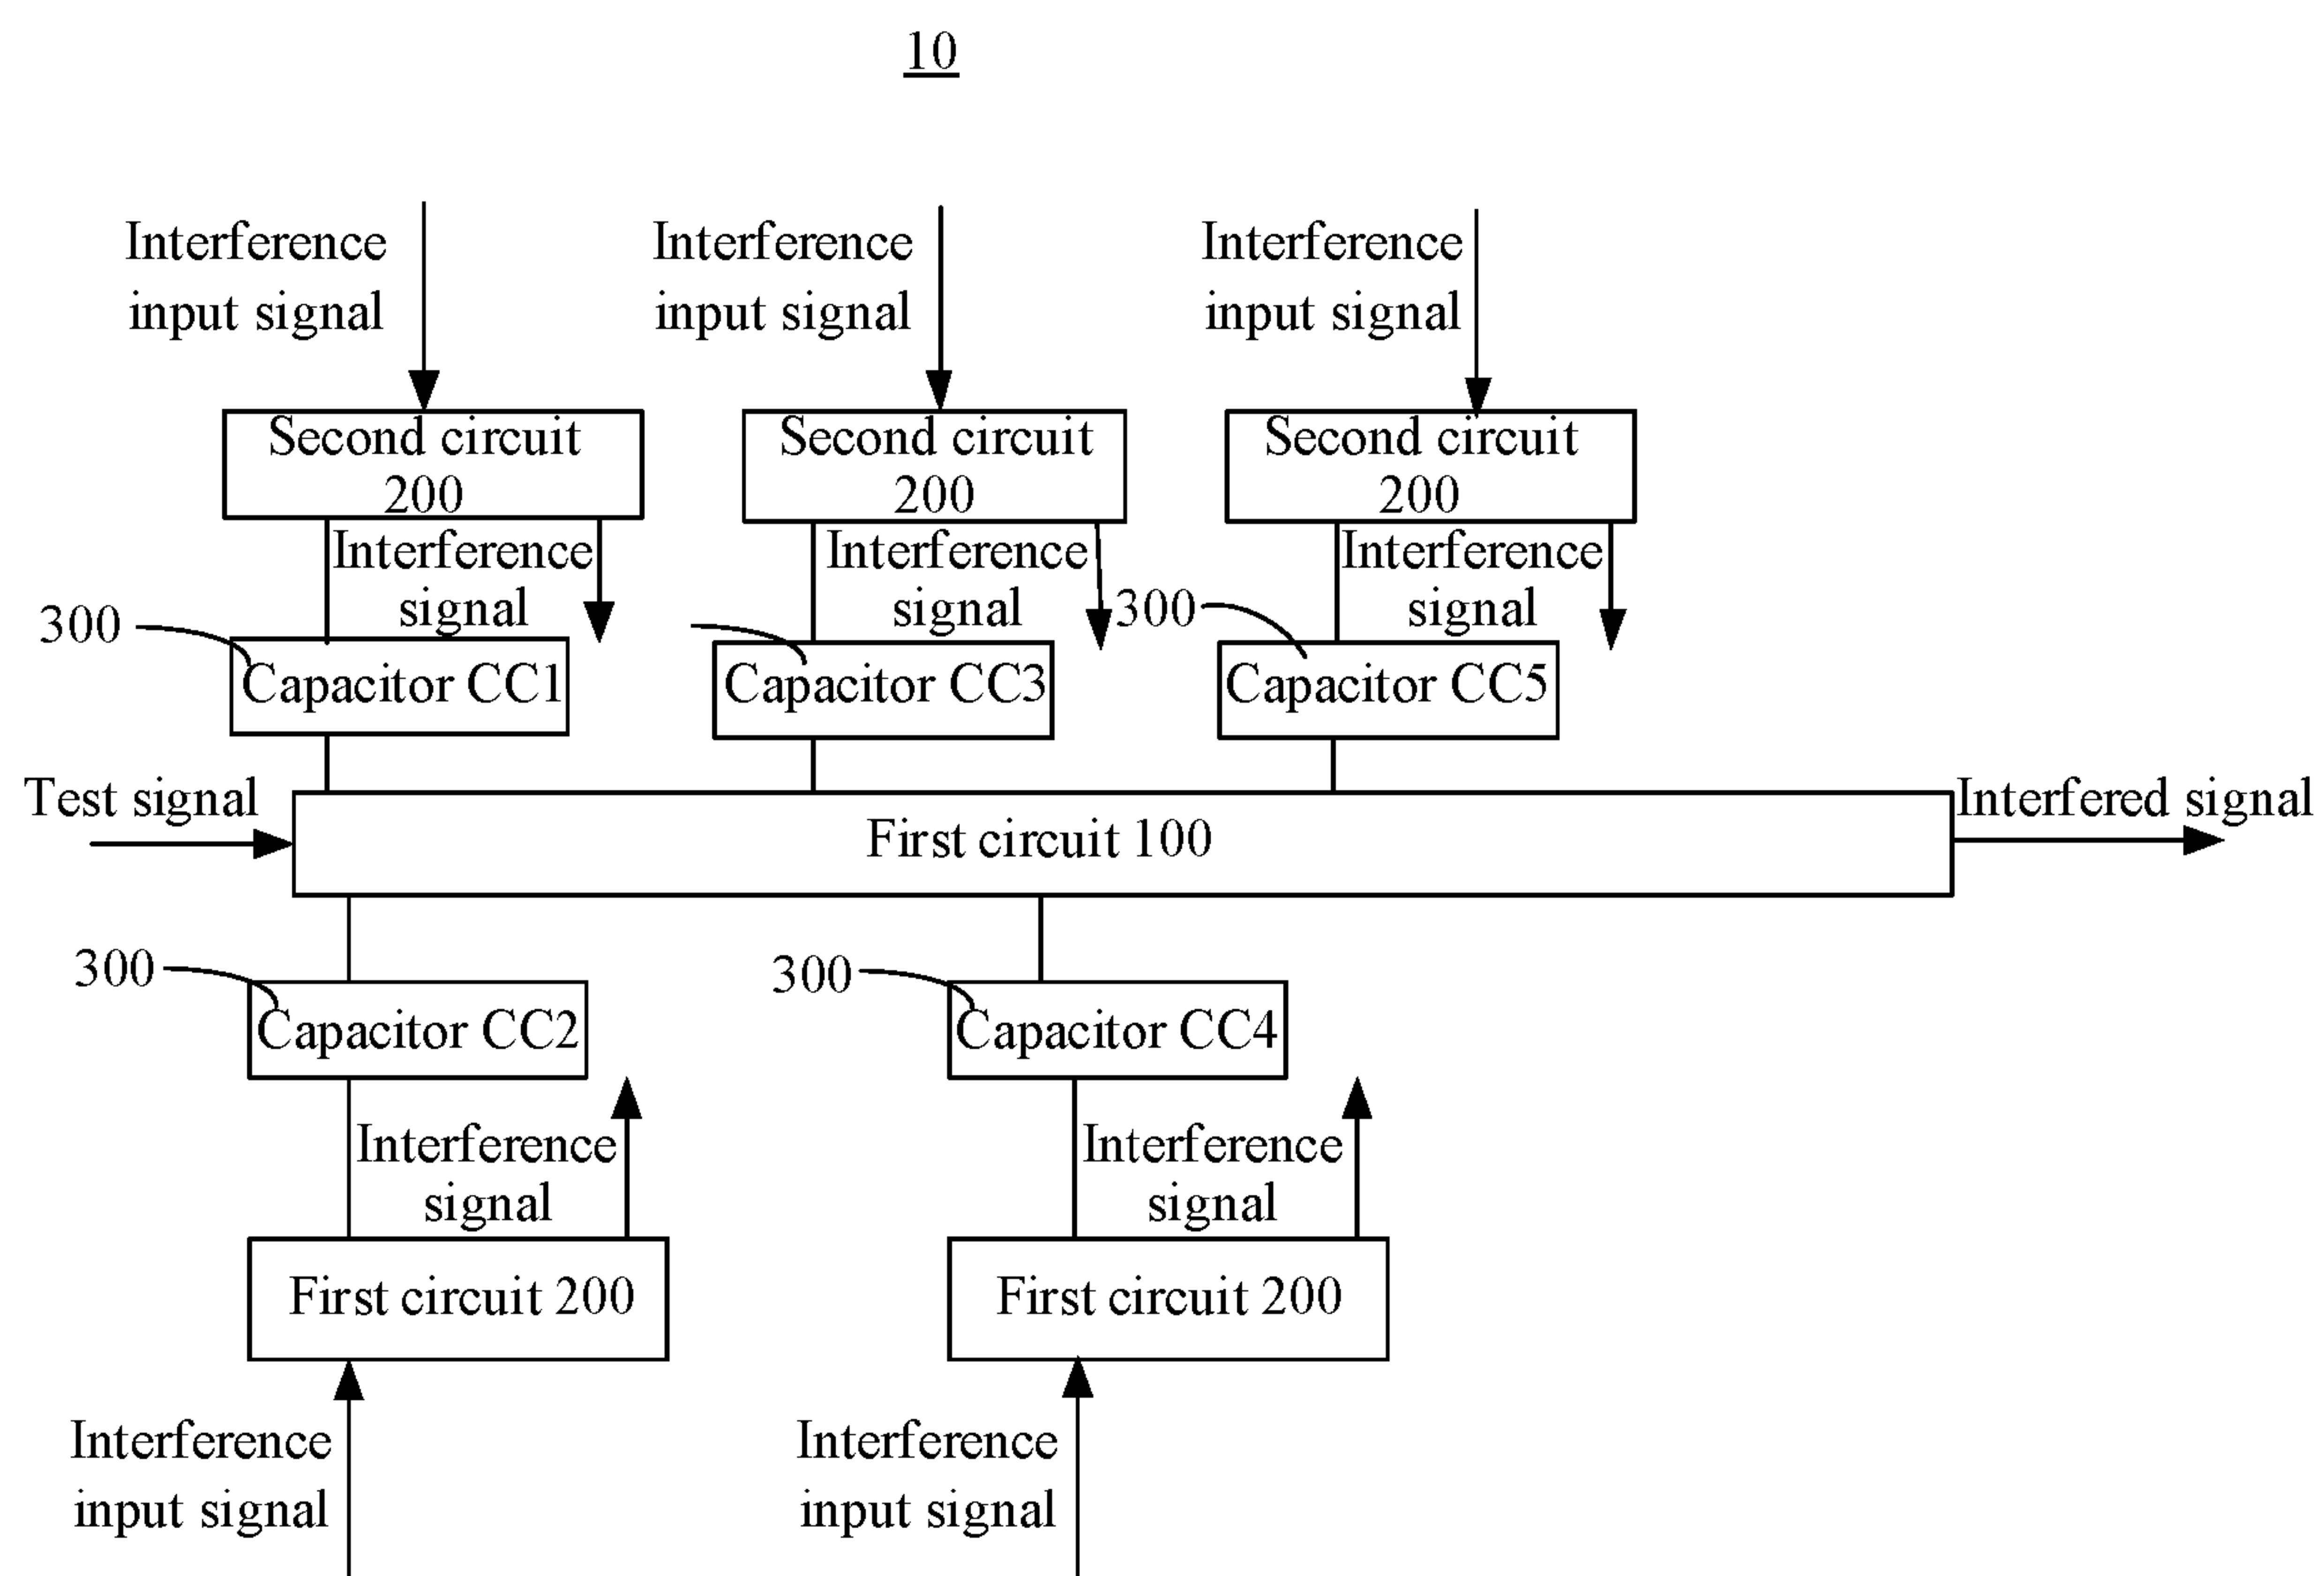 10
Interference
input signal
Interference
input signal
Interference
input signal
Second circuit
200
Second circuit
200
Second circuit
200
Interference
signal
Interference
signal
Interference
signal
300
300
Capacitor CC1
Capacitor CC3
Capacitor CC5
Test signal
First circuit 100
Interfered signal
300
300
Capacitor CC2
Capacitor CC4
Interference
signal
Interference
signal
First circuit 200
First circuit 200
Interference
input signal
Interference
input signal